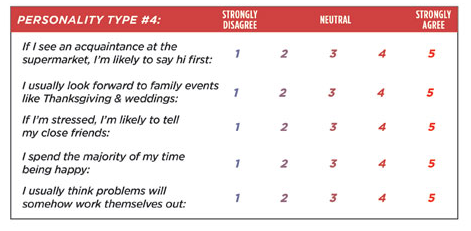 PERSONALITY TYPE #4: STRONGLY DISAGREE NEUTRAL STRONGLY AGREE
If I see an acquaintance at the
supermarket, I'm likely to say hi first: 1 2 3 4 5
I usually look forward to family events
like Thanksgiving & weddings: 1 2 3 4 5
If I'm stressed, I'm likely to tell
my close friends: 1 2 3 4 5
I spend the majority of my time
being happy: 1 2 3 4 5
I usually think problems will
somehow work themselves out: 1 2 3 4 5